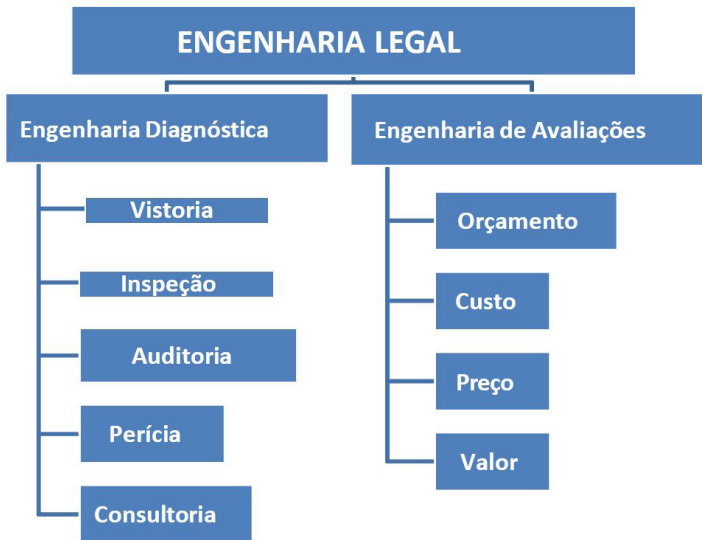 ENGENHARIA LEGAL
Engenharia Diagnóstica
Vistoria
Inspeção
Auditoria
Perícia
Consultoria
Engenharia de Avaliações
Orçamento
Custo
Preço
Valor